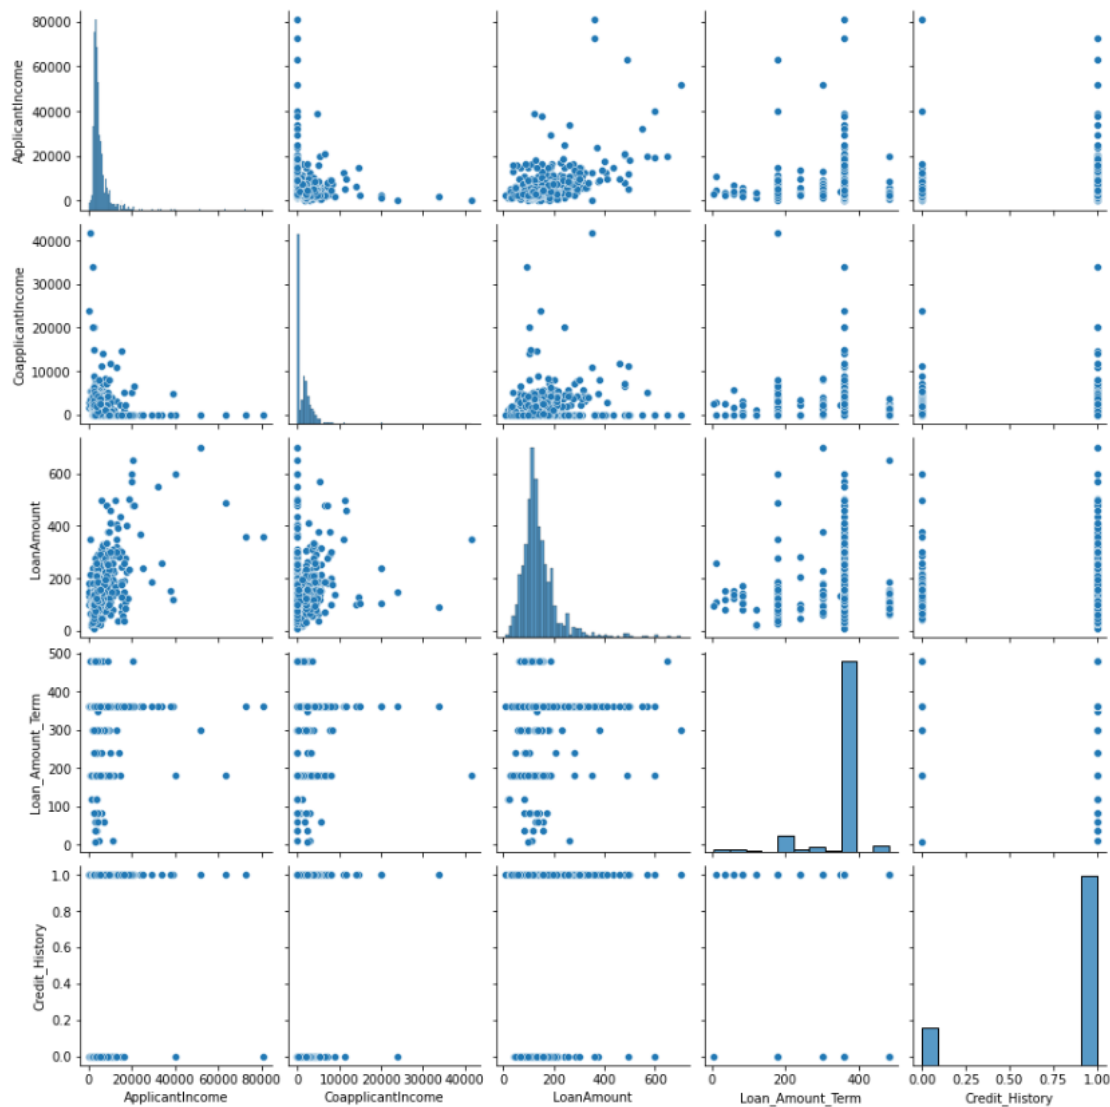 80000
60000
40000
20000
0
ApplicantIncome
40000
30000
20000
10000
0
CoapplicantIncome
600
400
200
0
LoanAmount
500
400
300
200
100
0
Loan_Amount_Term
1.0
0.8
0.6
0.4
0.2
0.0
Credit_History
0 20000 40000 60000 80000
0 20000 40000
0 200 400 600
0 200 400
0.00 0.25 0.50 0.75 1.00
ApplicantIncome
CoapplicantIncome
LoanAmount
Loan_Amount_Term
Credit_History